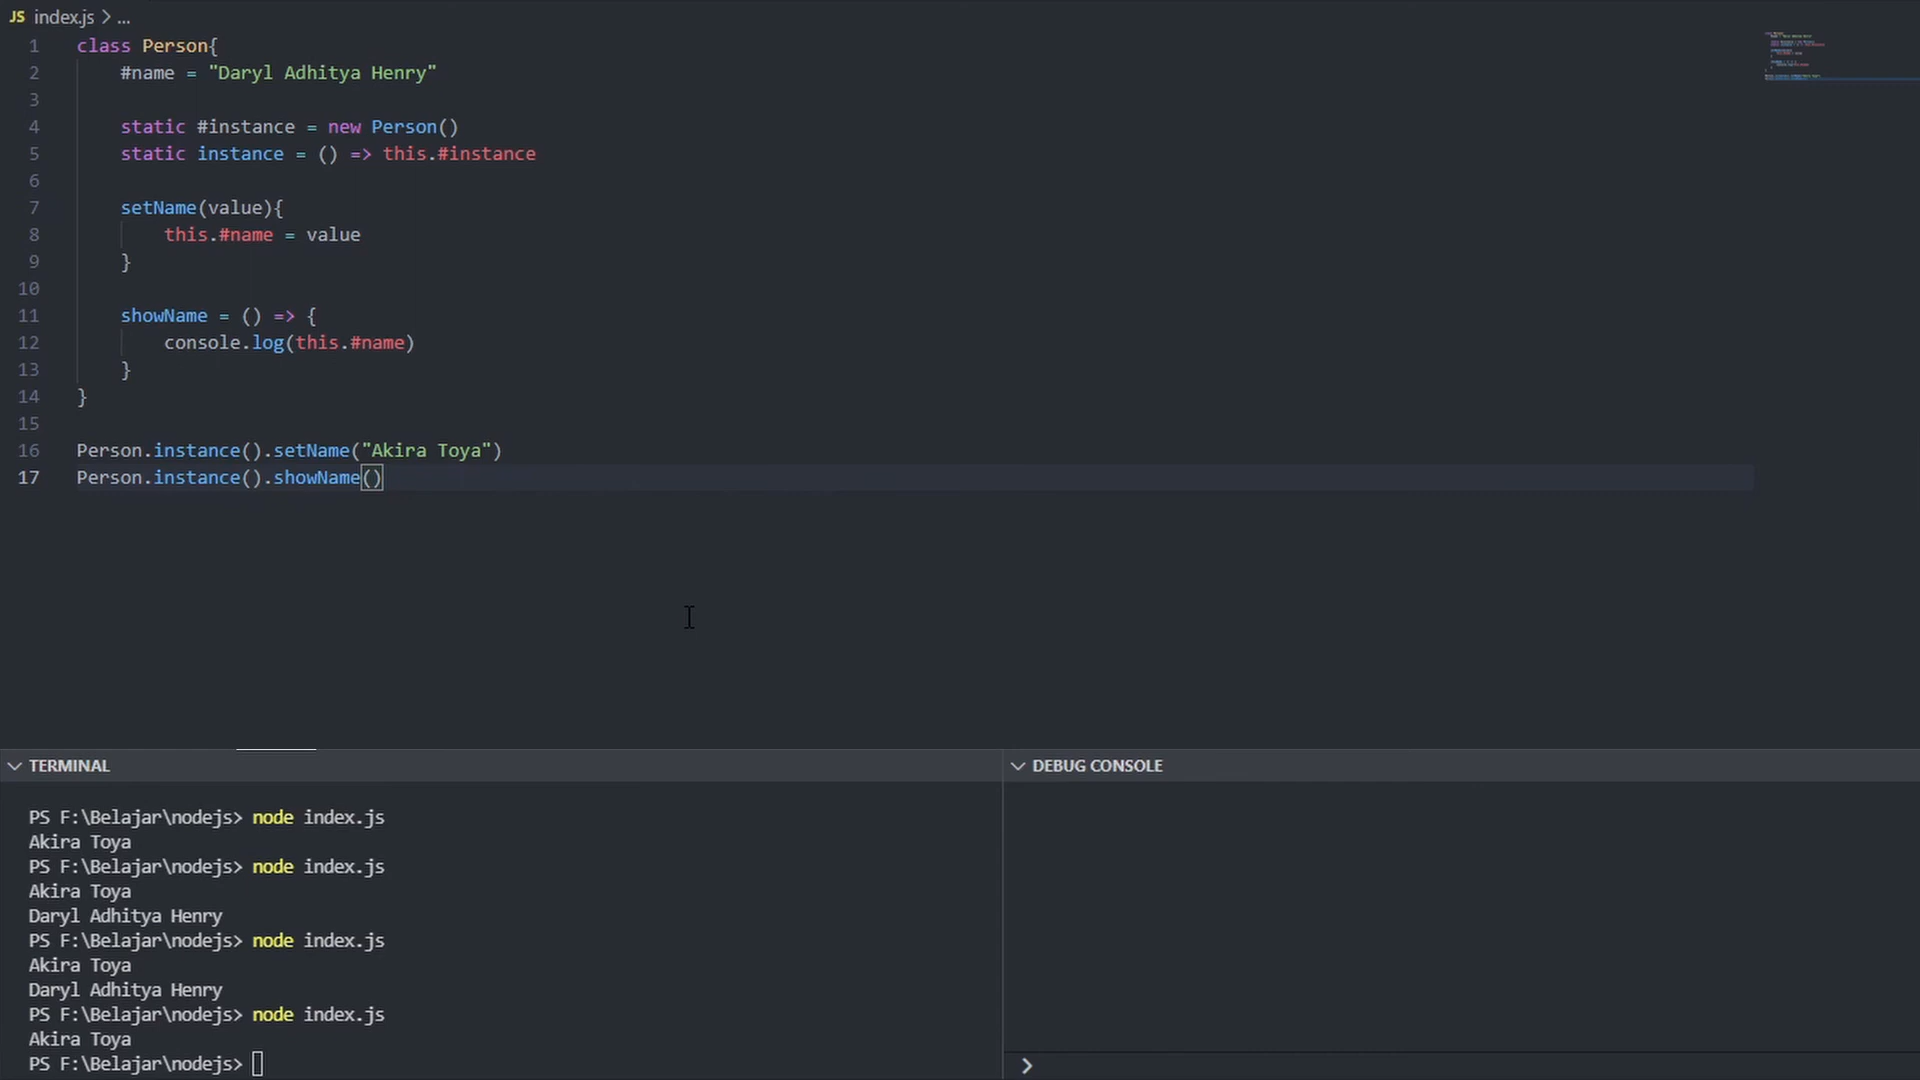 JS index.js > ...
1 class Person{
2 #name = "Daryl Adhitya Henry"
3
4 static #instance = new Person()
5 static instance = () => this.#instance
6
7 setName(value){
8 this.#name = value
9 }
10
11 showName = () => {
12 console.log(this.#name)
13 }
14 }
15
16 Person.instance().setName("Akira Toya")
17 Person.instance().showName()
TERMINAL
PS F:\Belajar\nodejs> node index.js
Akira Toya
PS F:\Belajar\nodejs> node index.js
Akira Toya
Daryl Adhitya Henry
PS F:\Belajar\nodejs> node index.js
Akira Toya
Daryl Adhitya Henry
PS F:\Belajar\nodejs> node index.js
Akira Toya
PS F:\Belajar\nodejs>
DEBUG CONSOLE
>